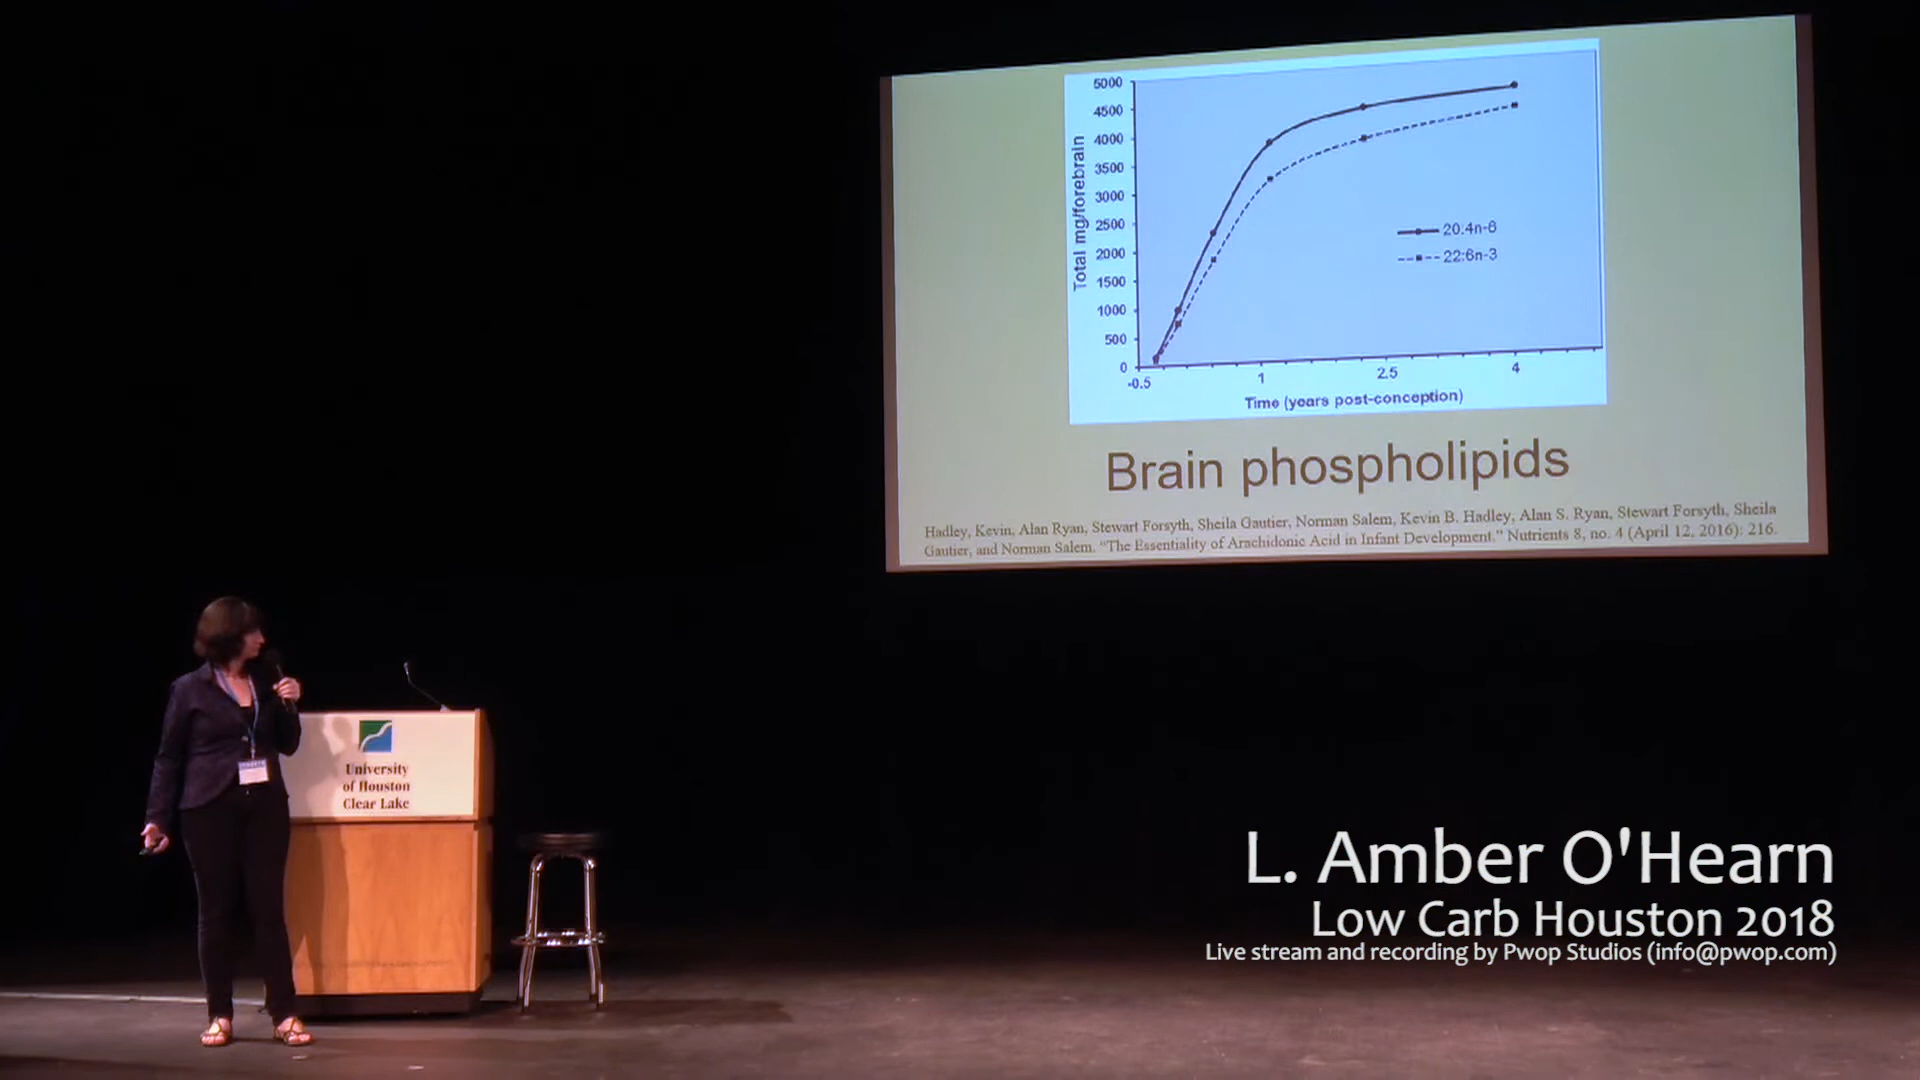 5000
4500
4000
3500
3000
2500
2000
1500
1000
500
0
Total mg/forebrain
20:4n-6
22:6n-3
-0.5 1 2.5 4
Time (years post-conception)
Brain phospholipids
Hadley, Kevin, Alan Ryan, Stewart Forsyth, Sheila Gautier, Norman Salem, Kevin B. Hadley, Alan S. Ryan, Stewart Forsyth, Sheila
Gautier, and Norman Salem. “The Essentiality of Arachidonic Acid in Infant Development.” Nutrients 8, no. 4 (April 12, 2016): 216.
University
of Houston
Clear Lake
L. Amber O'Hearn
Low Carb Houston 2018
Live stream and recording by Pwop Studios (info@pwop.com)